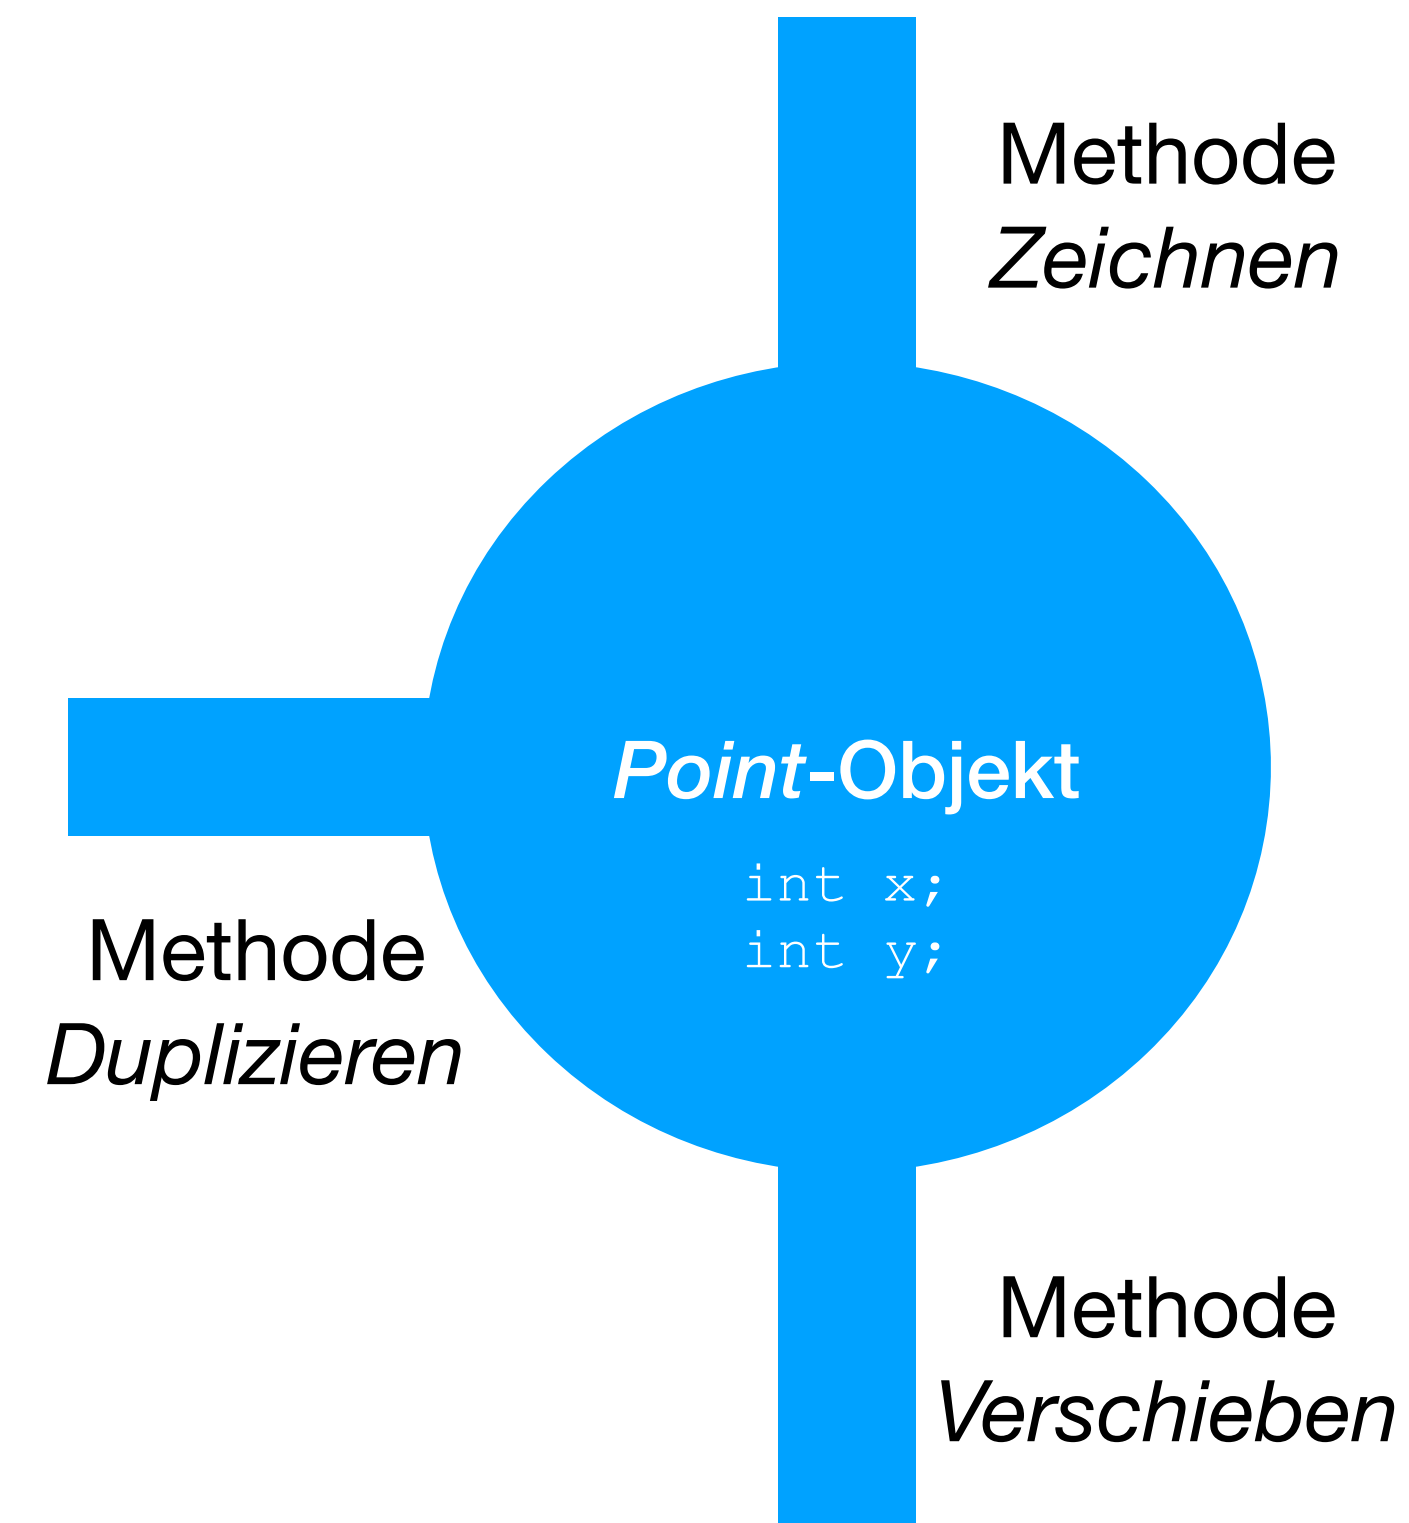 Methode
Zeichnen
Point-Objekt
int x;
int y;
Methode
Duplizieren
Methode
Verschieben